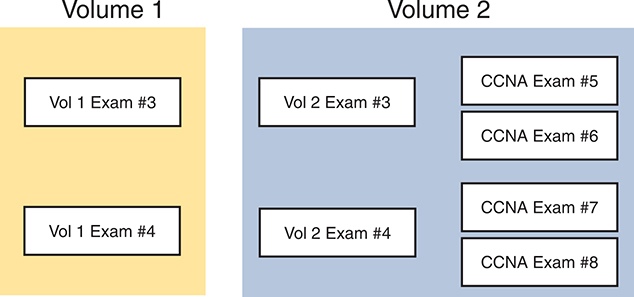 Volume 1
Volume 2
Vol 1 Exam #3
Vol 2 Exam #3
CCNA Exam #5
CCNA Exam #6
Vol 1 Exam #4
Vol 2 Exam #4
CCNA Exam #7
CCNA Exam #8